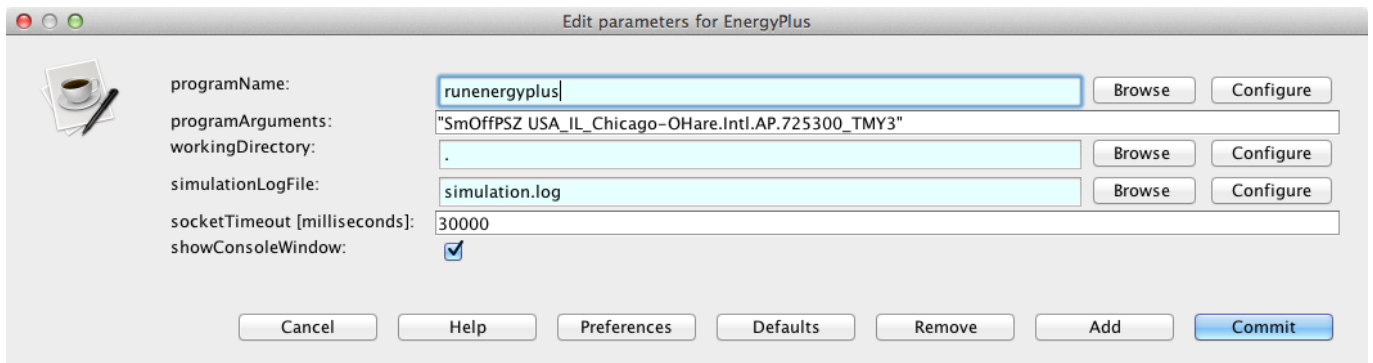 Edit parameters for EnergyPlus
programName: runenergyplus Browse Configure
programArguments: "SmOffPSZ USA_IL_Chicago-OHare.Intl.AP.725300_TMY3"
workingDirectory: . Browse Configure
simulationLogFile: simulation.log Browse Configure
socketTimeout [milliseconds]: 30000
showConsoleWindow:
Cancel Help Preferences Defaults Remove Add Commit